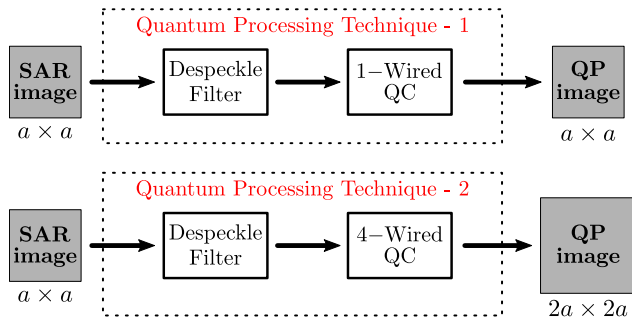 Quantum Processing Technique - 1
SAR
image
a × a
Despeckle
Filter
1−Wired
QC
QP
image
a × a
Quantum Processing Technique - 2
SAR
image
a × a
Despeckle
Filter
4−Wired
QC
QP
image
2a × 2a